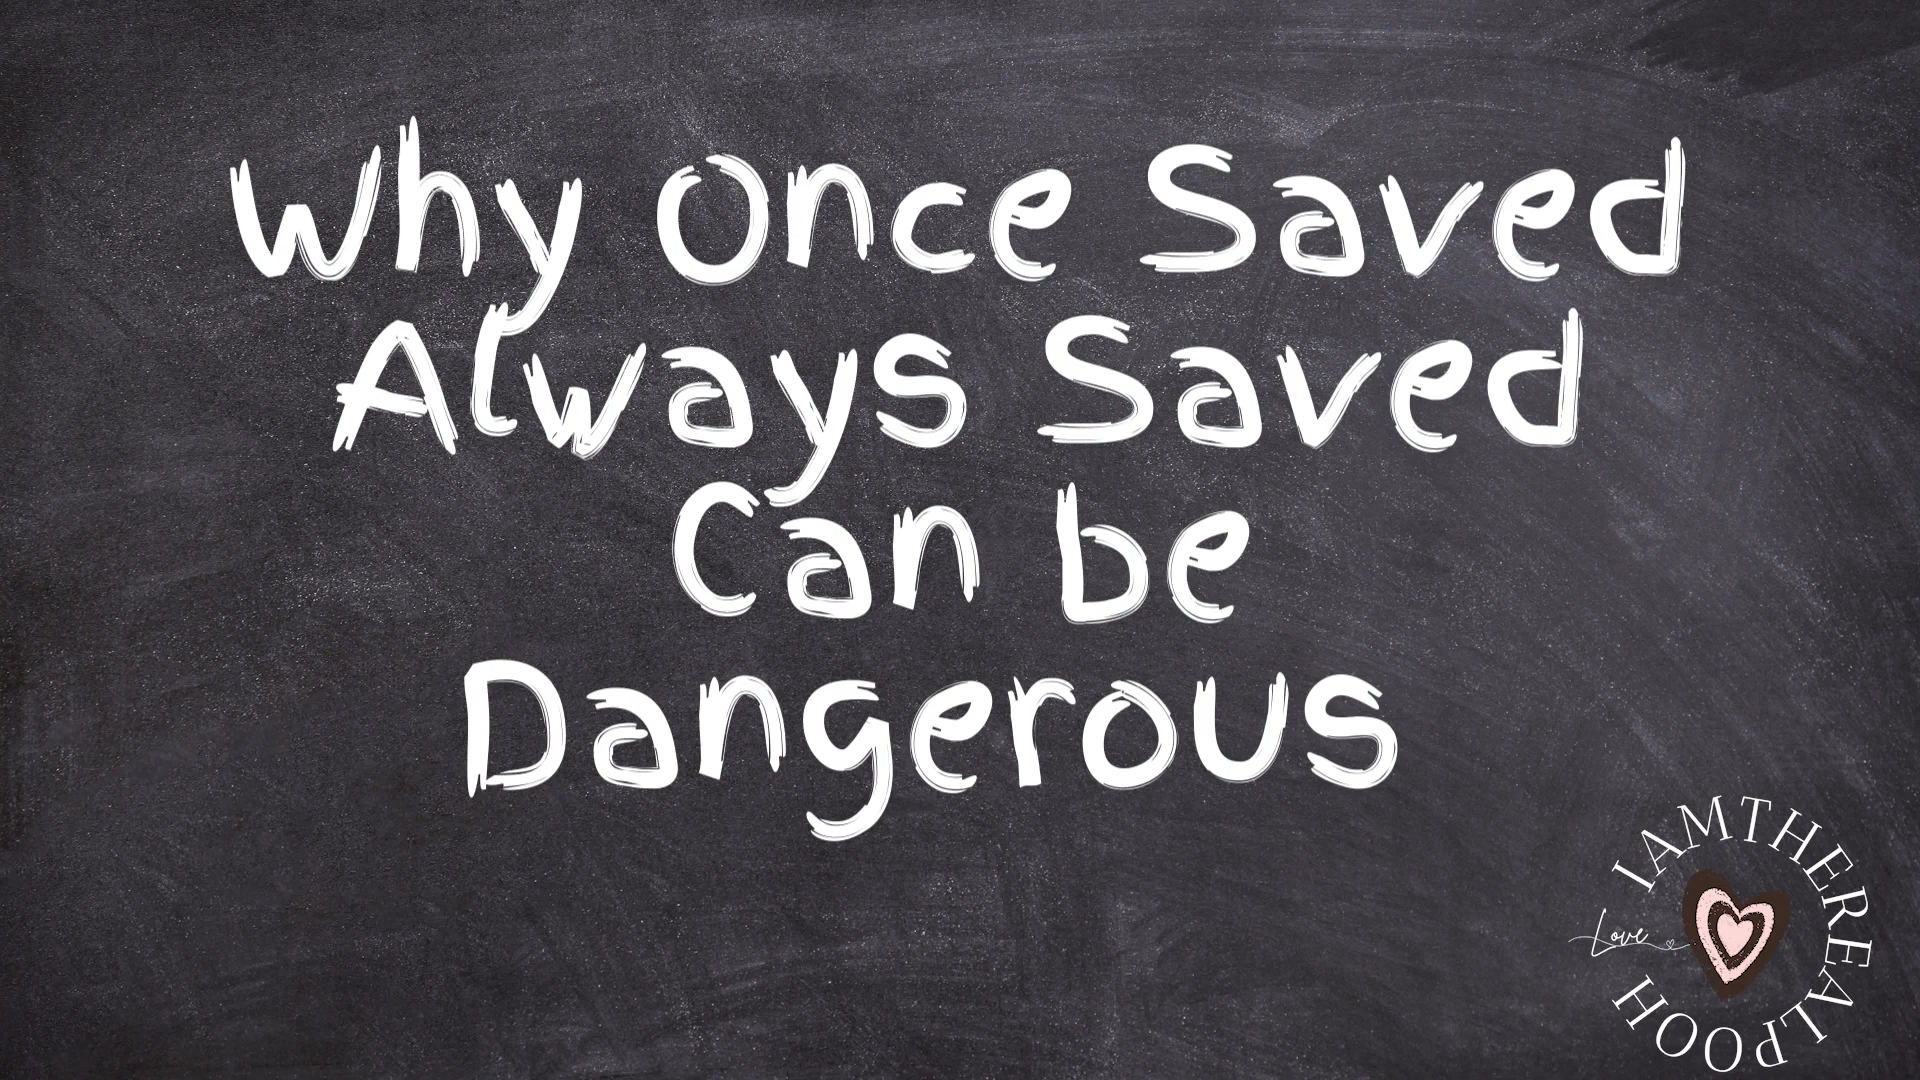 Why Once Saved
Always Saved
Can be
Dangerous
IAMTHEREALPOOH
Love